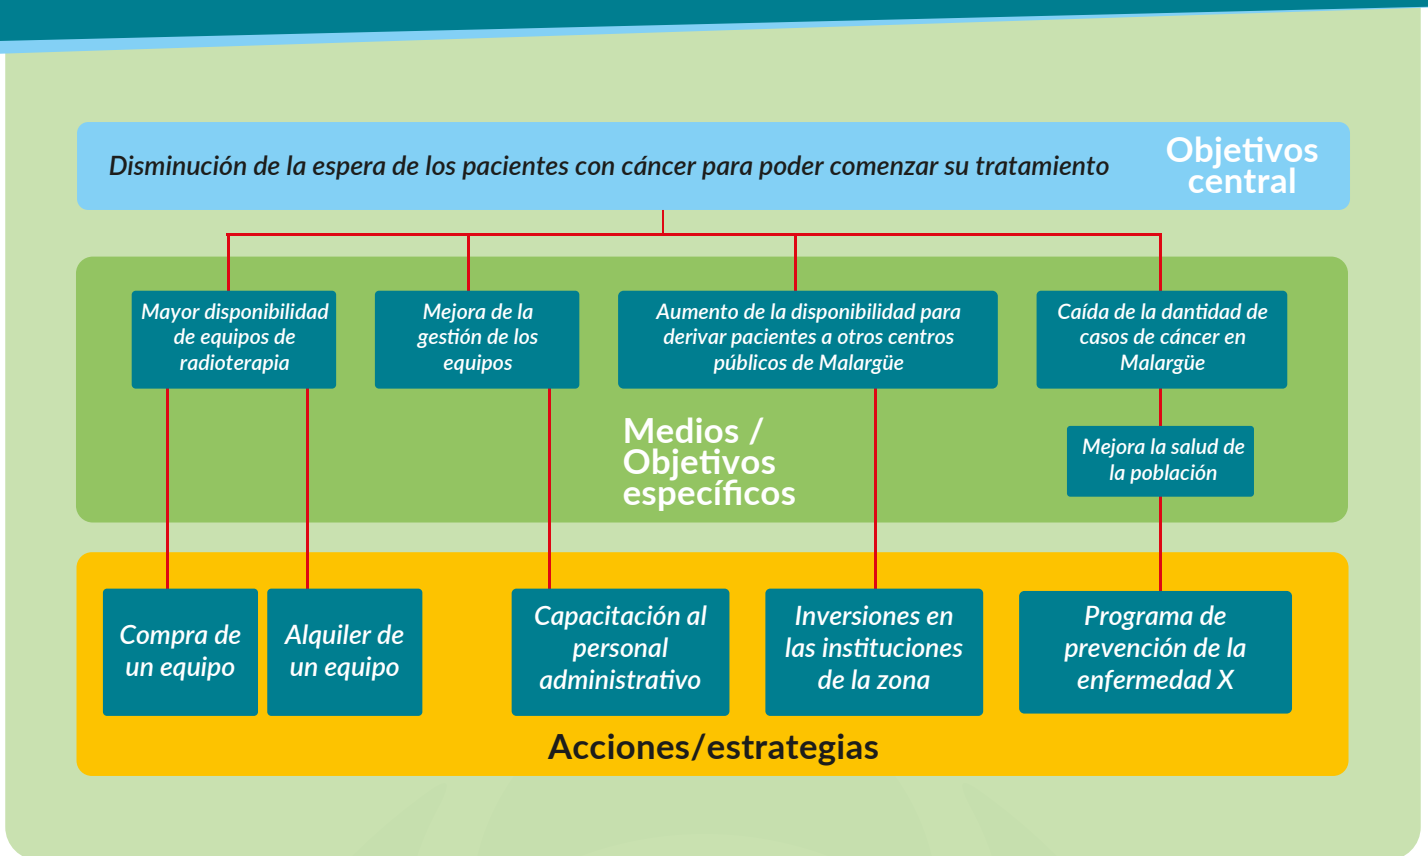 Disminución de la espera de los pacientes con cáncer para poder comenzar su tratamiento
Objetivos
central
Mayor disponibilidad
de equipos de
radioterapia
Mejora de la
gestión de los
equipos
Aumento de la disponibilidad para
derivar pacientes a otros centros
públicos de Malargüe
Caída de la dantidad de
casos de cáncer en
Malargüe
Medios /
Objetivos
específicos
Mejora la salud de
la población
Compra de
un equipo
Alquiler de
un equipo
Capacitación al
personal
administrativo
Inversiones en
las instituciones
de la zona
Programa de
prevención de la
enfermedad X
Acciones/estrategias